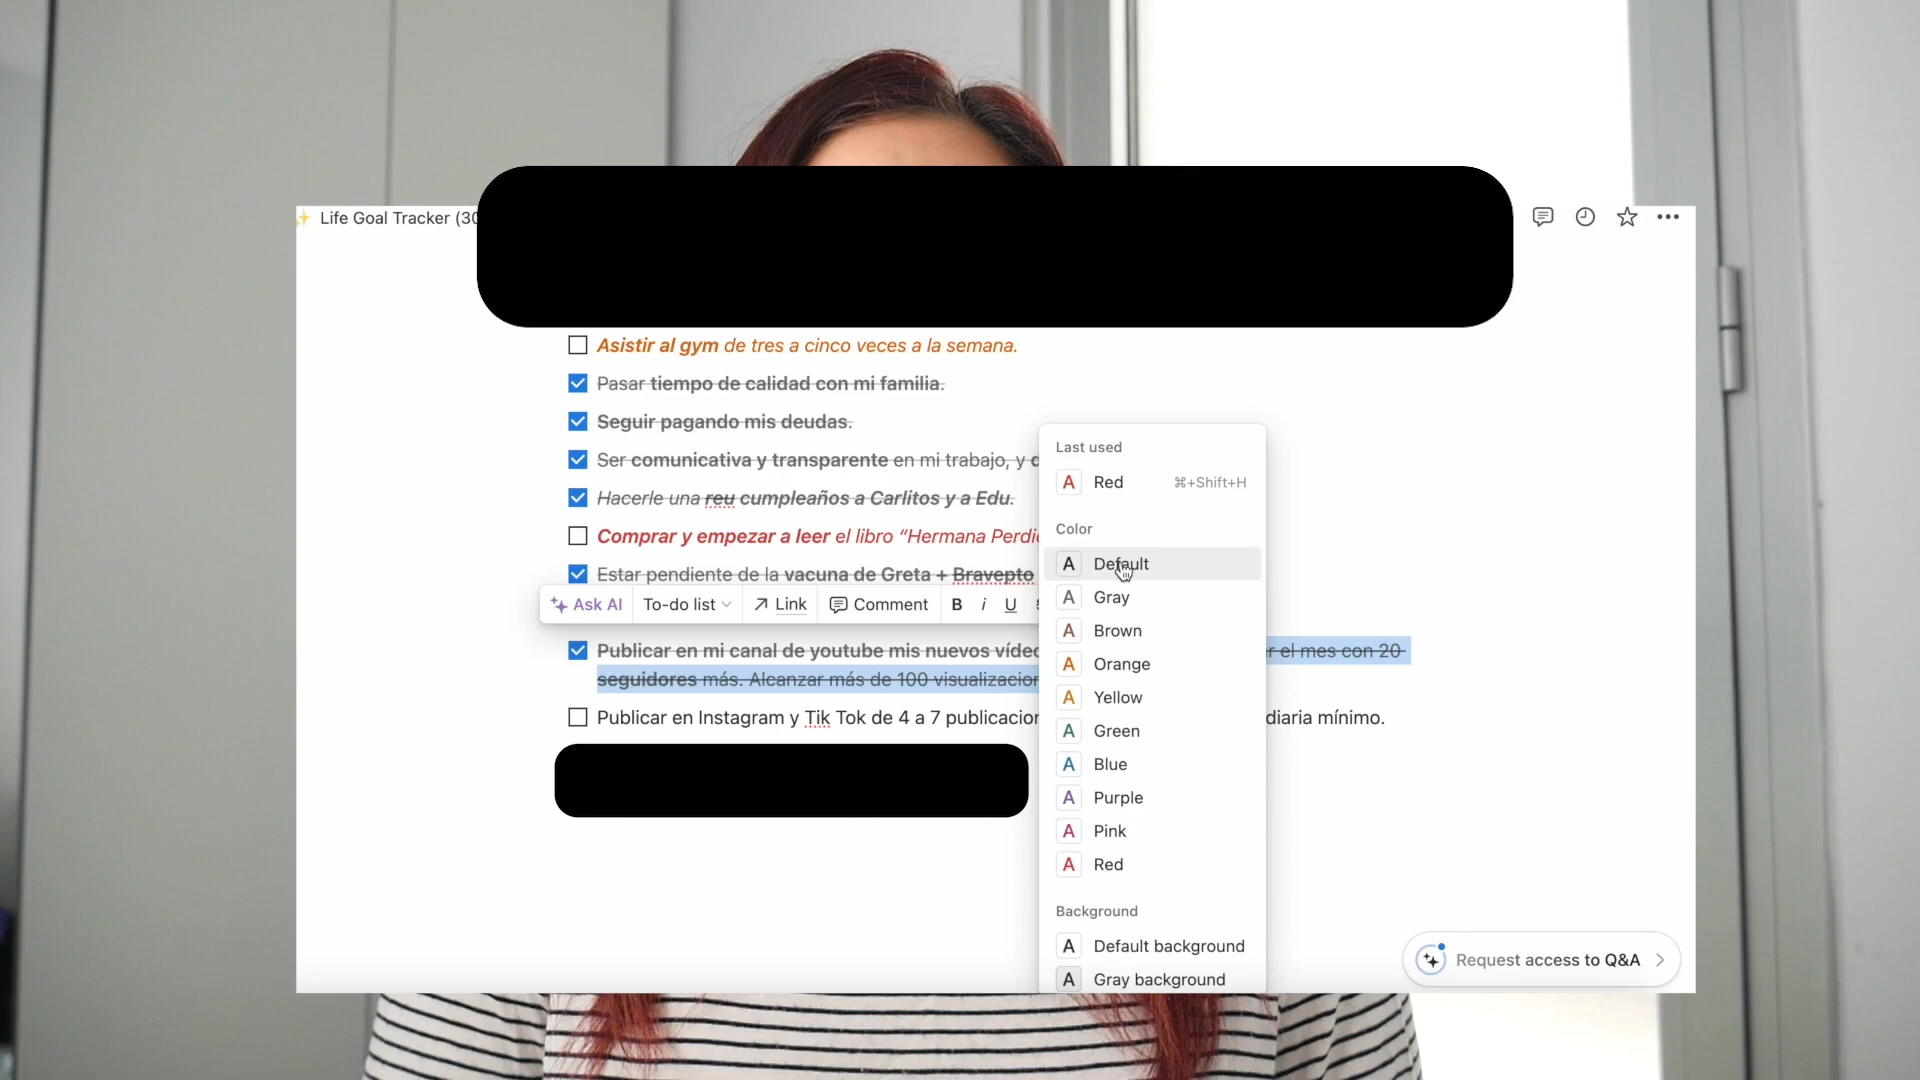 Life Goal Tracker (30
Asistir al gym de tres a cinco veces a la semana.
Pasar tiempo de calidad con mi familia.
Seguir pagando mis deudas.
Ser comunicativa y transparente en mi trabajo, y
Hacerle una reu cumpleaños a Carlitos y a Edu.
Comprar y empezar a leer el libro “Hermana
Estar pendiente de la vacuna de Greta + Bravepto
Ask AI To-do list Link Comment B i U
Publicar en mi canal de youtube mis nuevos el mes con 20
seguidores más. Alcanzar más de 100
Publicar en Instagram y Tik Tok de 4 a 7 diaria mínimo.
Last used
A Red ⌘+Shift+H
Color
A Default
A Gray
A Brown
A Orange
A Yellow
A Green
A Blue
A Purple
A Pink
A Red
Background
A Default background
A Gray background
Request access to Q&A